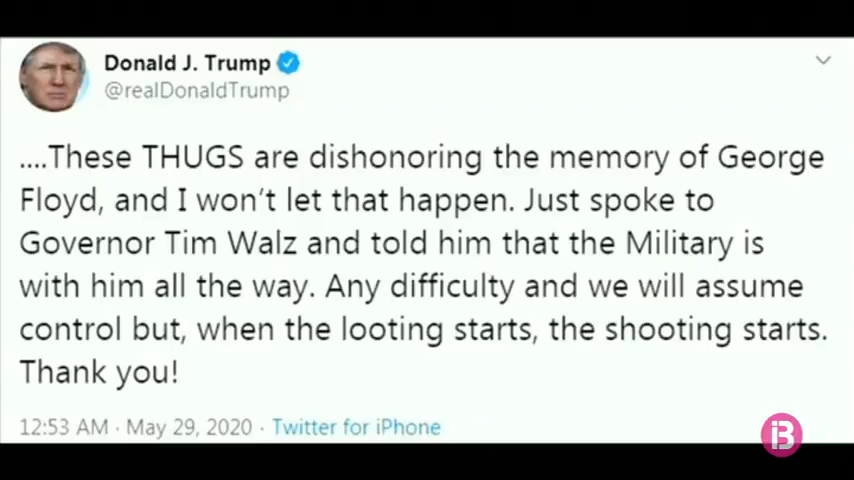 Donald J. Trump
@realDonaldTrump
....These THUGS are dishonoring the memory of George
Floyd, and I won't let that happen. Just spoke to
Governor Tim Walz and told him that the Military is
with him all the way. Any difficulty and we will assume
control but, when the looting starts, the shooting starts.
Thank you!
12:53 AM · May 29, 2020 · Twitter for iPhone
IB